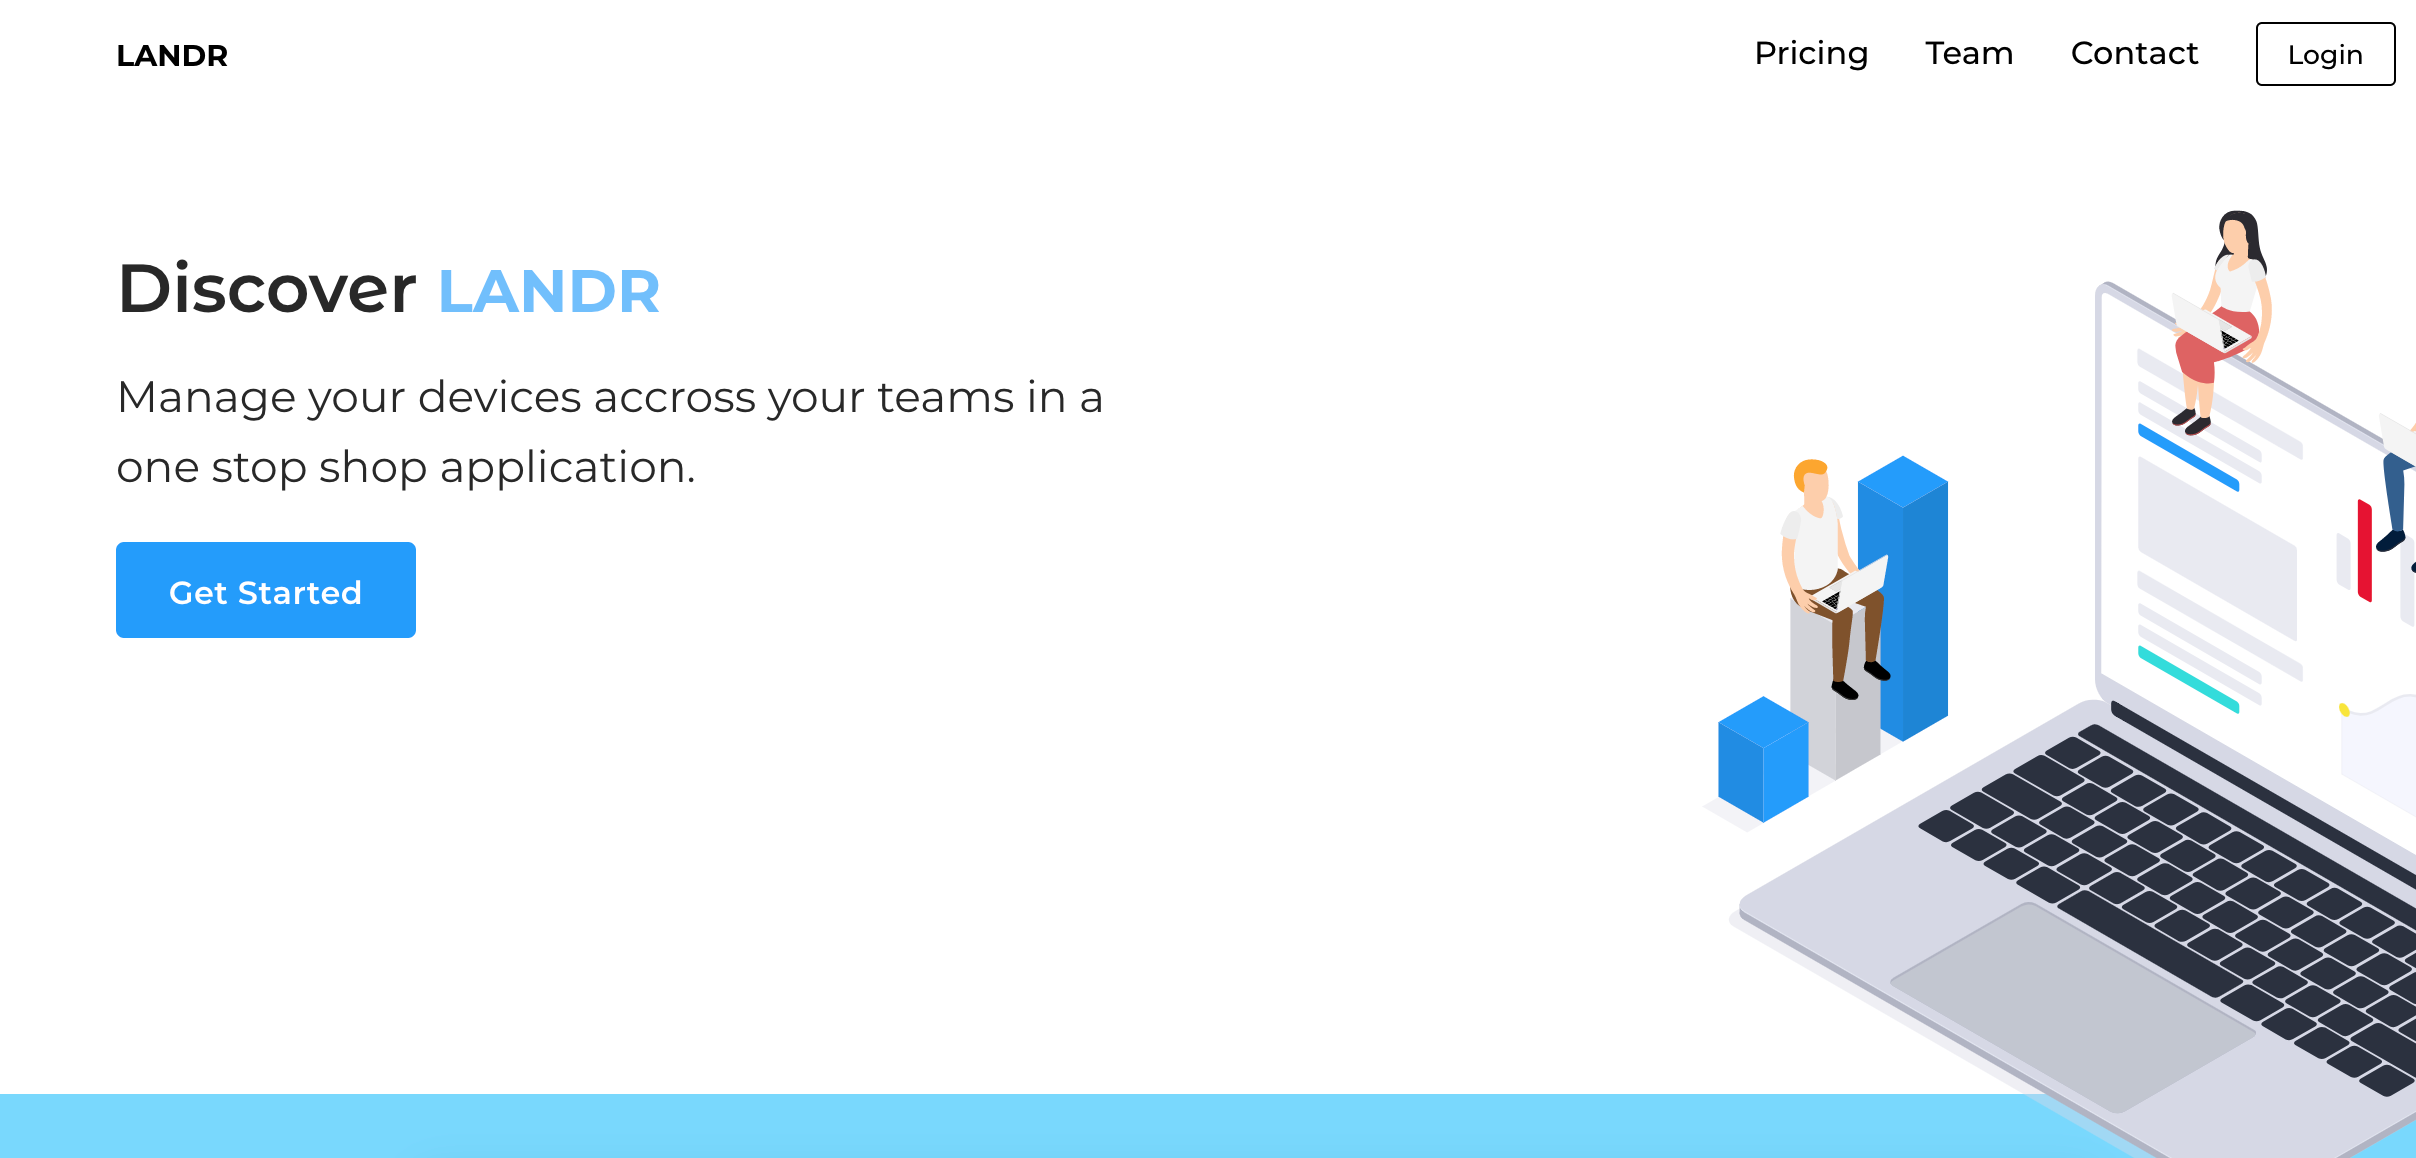 LANDR
Pricing Team Contact Login
Discover LANDR
Manage your devices accross your teams in a
one stop shop application.
Get Started